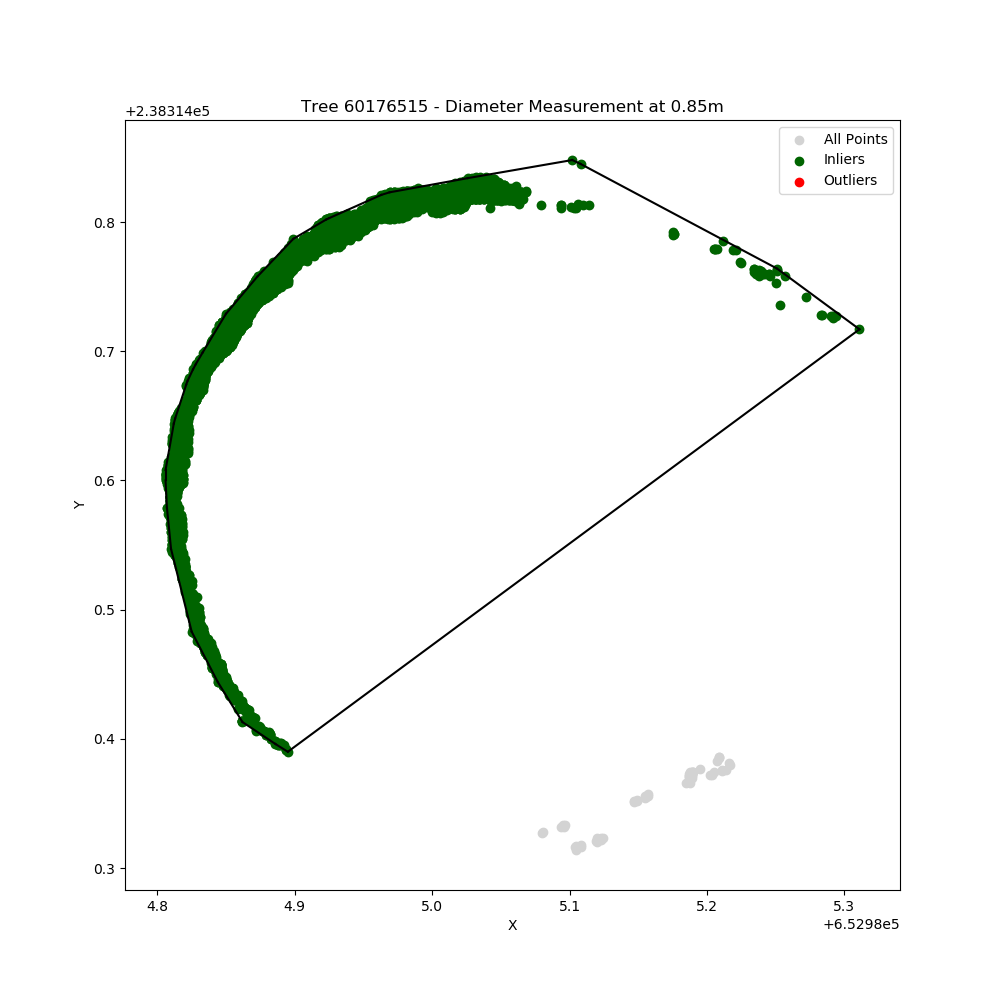 Tree 60176515 - Diameter Measurement at 0.85m
+2.38314e5
All Points
Inliers
Outliers
0.8
0.7
0.6
0.5
0.4
0.3
Y
4.8 4.9 5.0 5.1 5.2 5.3
X
+6.5298e5